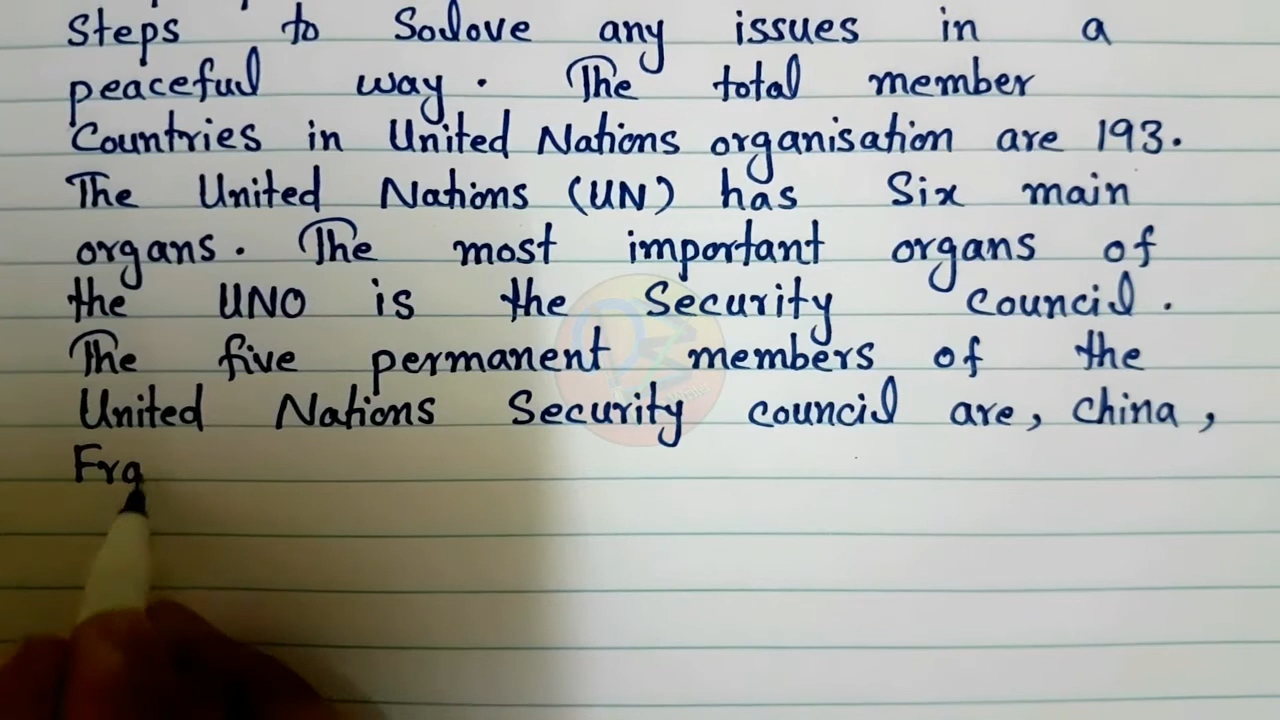 steps to Sodove any issues in a
peaceful way. The total member
Countries in United Nations organisation are 193.
The United Nations (UN) has Six main
organs. The most important organs of
the UNO is the Security council.
The five permanent members of the
United Nations Security council are, China,
Fra